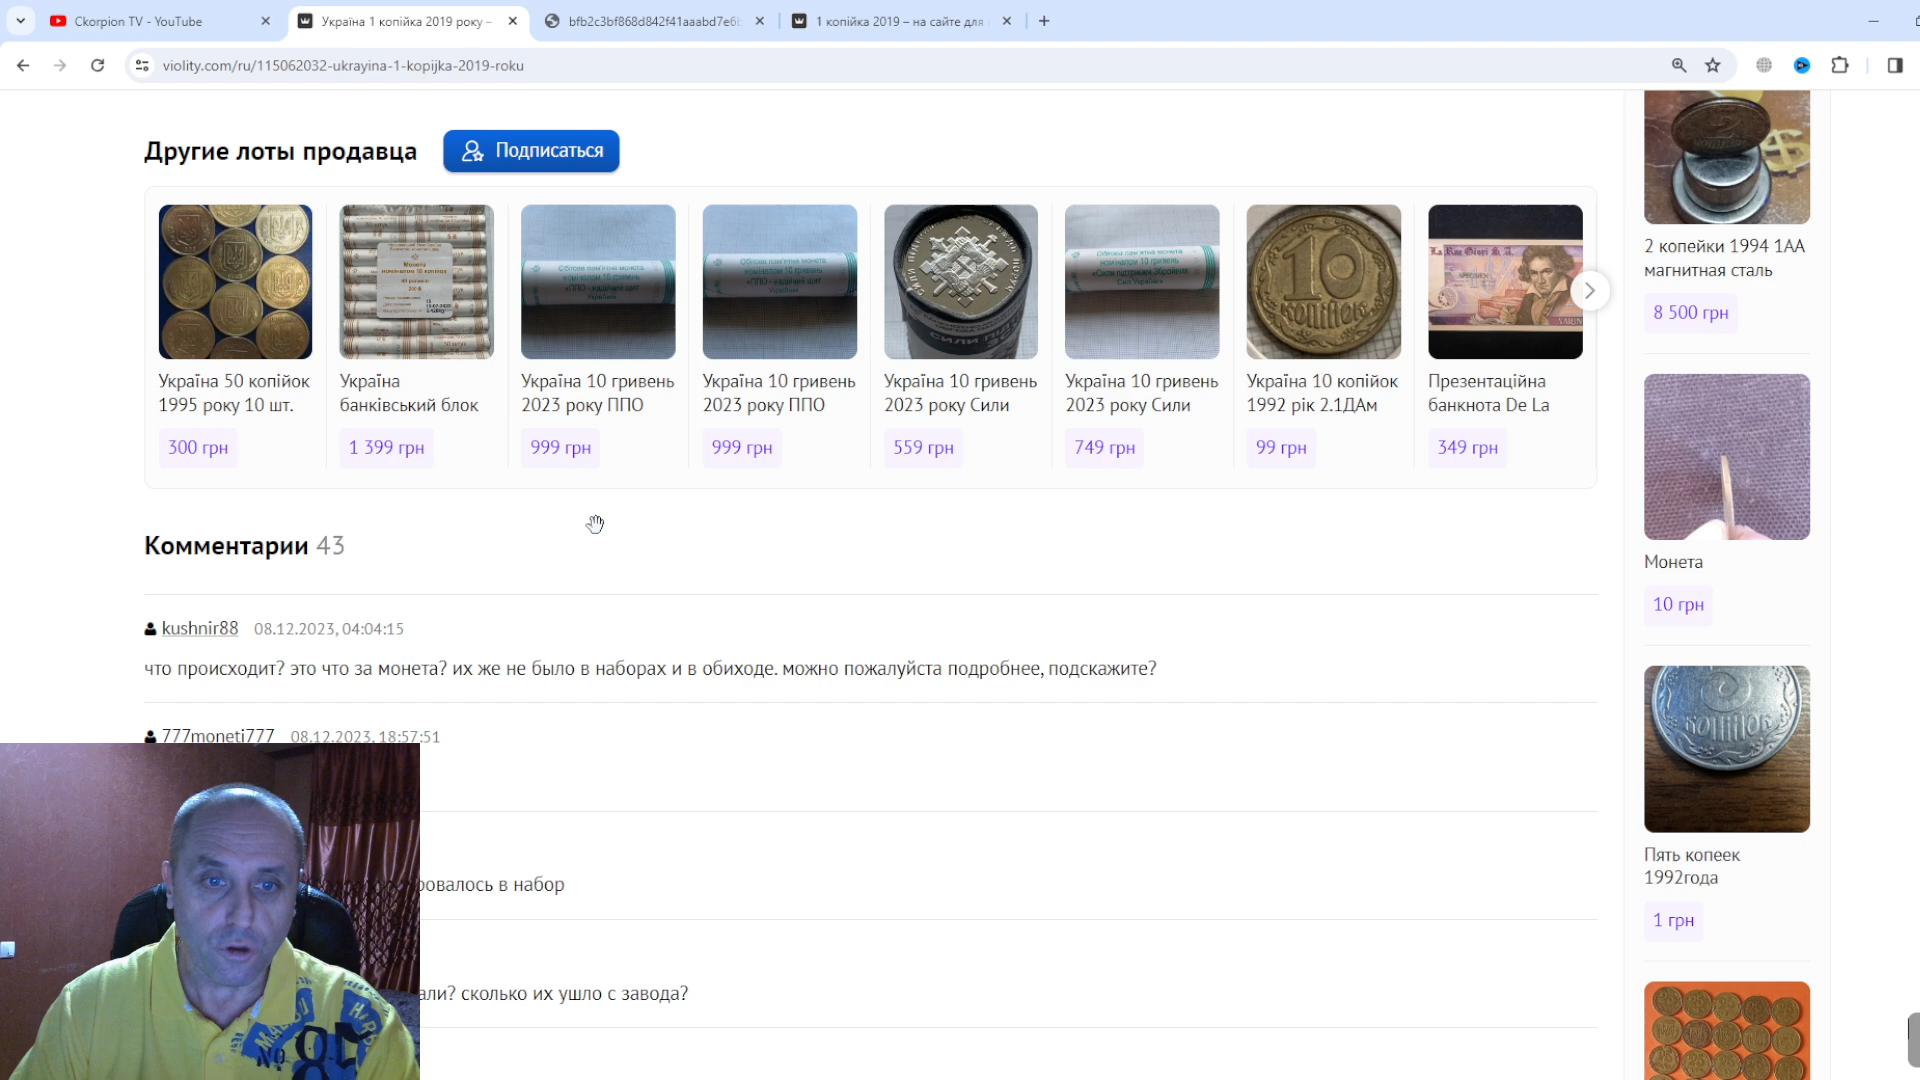 Ckorpion TV - YouTube
Україна 1 копійка 2019 року –
bfb2c3bf868d842f41aaabd7e6b
1 копійка 2019 – на сайте для
violity.com/ru/115062032-ukrayina-1-kopijka-2019-roku
Другие лоты продавца
Подписаться
Україна 50 копійок
1995 року 10 шт.
300 грн
Україна
банківський блок
1 399 грн
Україна 10 гривень
2023 року ППО
999 грн
Україна 10 гривень
2023 року ППО
999 грн
Україна 10 гривень
2023 року Сили
559 грн
Україна 10 гривень
2023 року Сили
749 грн
10
КОПІЙОК
Україна 10 копійок
1992 рік 2.1ДАм
99 грн
Презентаційна
банкнота De La
349 грн
Комментарии 43
kushnir88 08.12.2023, 04:04:15
что происходит? это что за монета? их же не было в наборах и в обиходе. можно пожалуйста подробнее, подскажите?
777moneti777 08.12.2023, 18:57:51
ровалось в набор
али? сколько их ушло с завода?
2 копейки 1994 1АА
магнитная сталь
8 500 грн
Монета
10 грн
5
КОПІЙОК
Пять копеек
1992года
1 грн